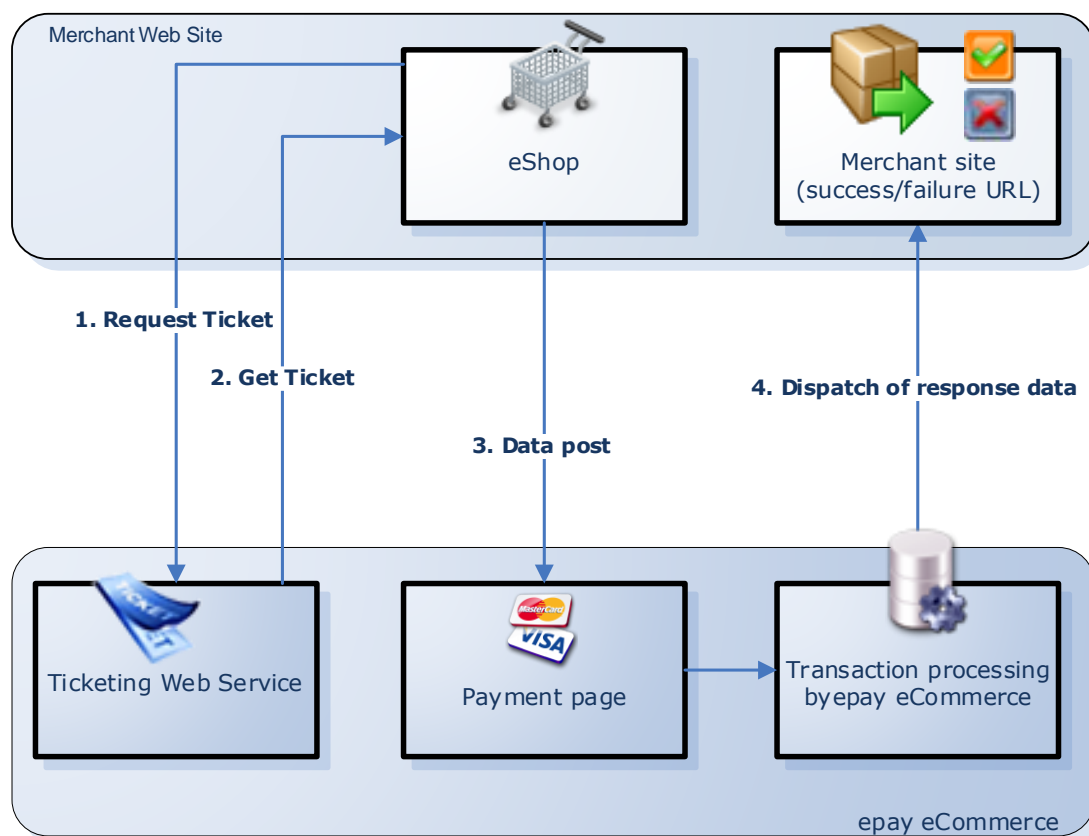 Merchant Web Site
eShop
Merchant site
(success/failure URL)
1. Request Ticket
2. Get Ticket
4. Dispatch of response data
3. Data post
TICKET
MasterCard
VISA
Ticketing Web Service
Payment page
Transaction processing
byepay eCommerce
epay eCommerce